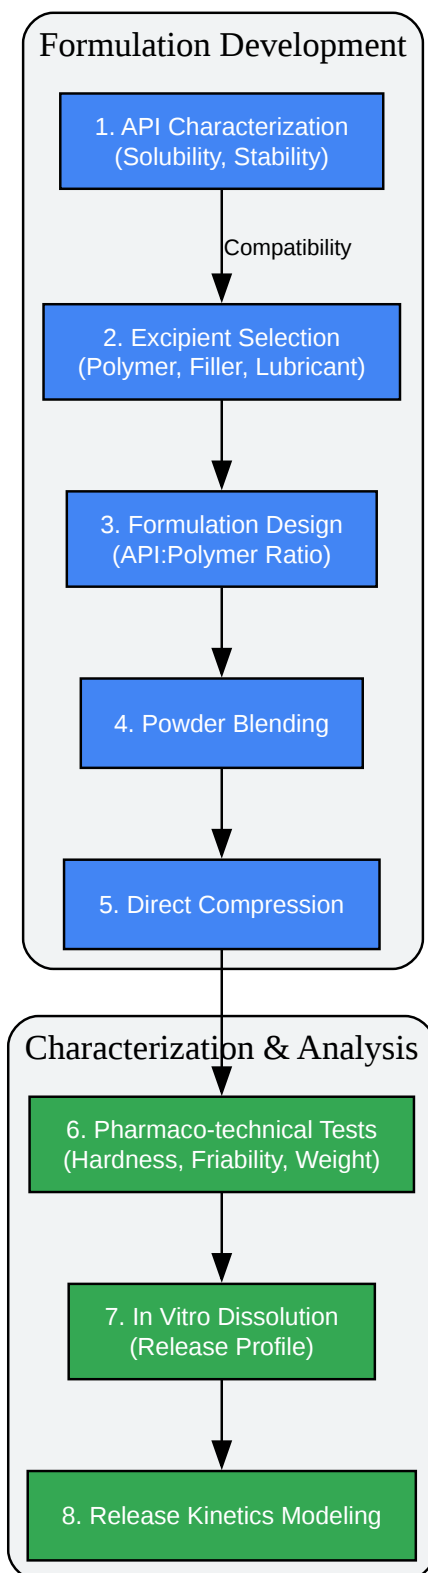 Formulation Development
1. API Characterization
(Solubility, Stability)
Compatibility
2. Excipient Selection
(Polymer, Filler, Lubricant)
3. Formulation Design
(API:Polymer Ratio)
4. Powder Blending
5. Direct Compression
Characterization & Analysis
6. Pharmaco-technical Tests
(Hardness, Friability, Weight)
7. In Vitro Dissolution
(Release Profile)
8. Release Kinetics Modeling